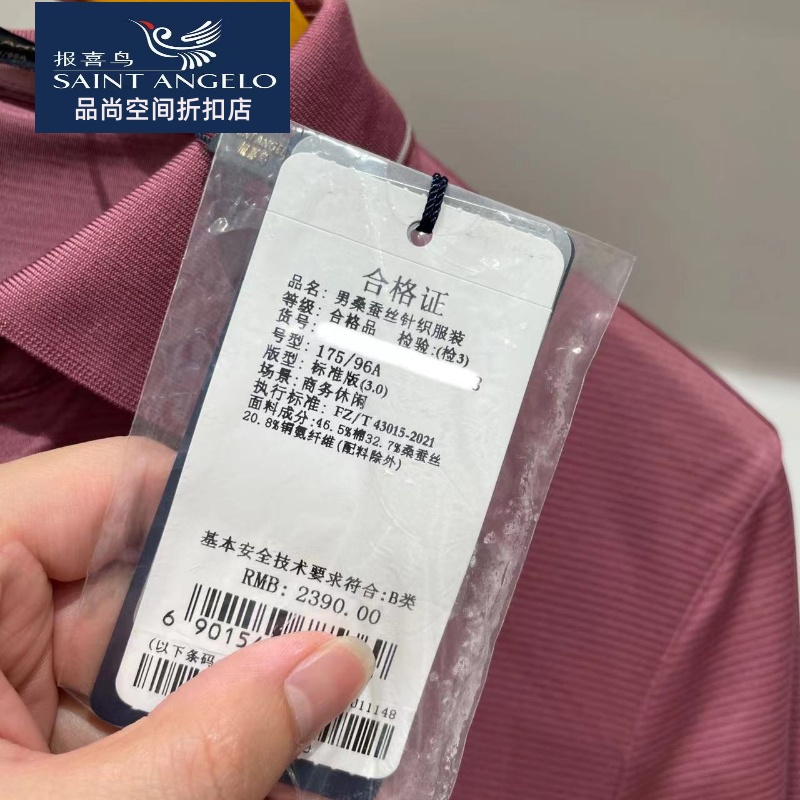 报喜鸟
SAINT ANGELO
品尚空间折扣店
合格证
品名: 男桑蚕丝针织服装
等级: 合格品 检验:(检3)
货号:
号型: 175/96A
版型: 标准版(3.0)
场景: 商务休闲
执行标准: FZ/T 43015-2021
面料成分:46.5%棉32.7%桑蚕丝
20.8%铜氨纤维(配料除外)
基本安全技术要求符合:B类
RMB: 2390.00
6 9015
(以下条码
J11148